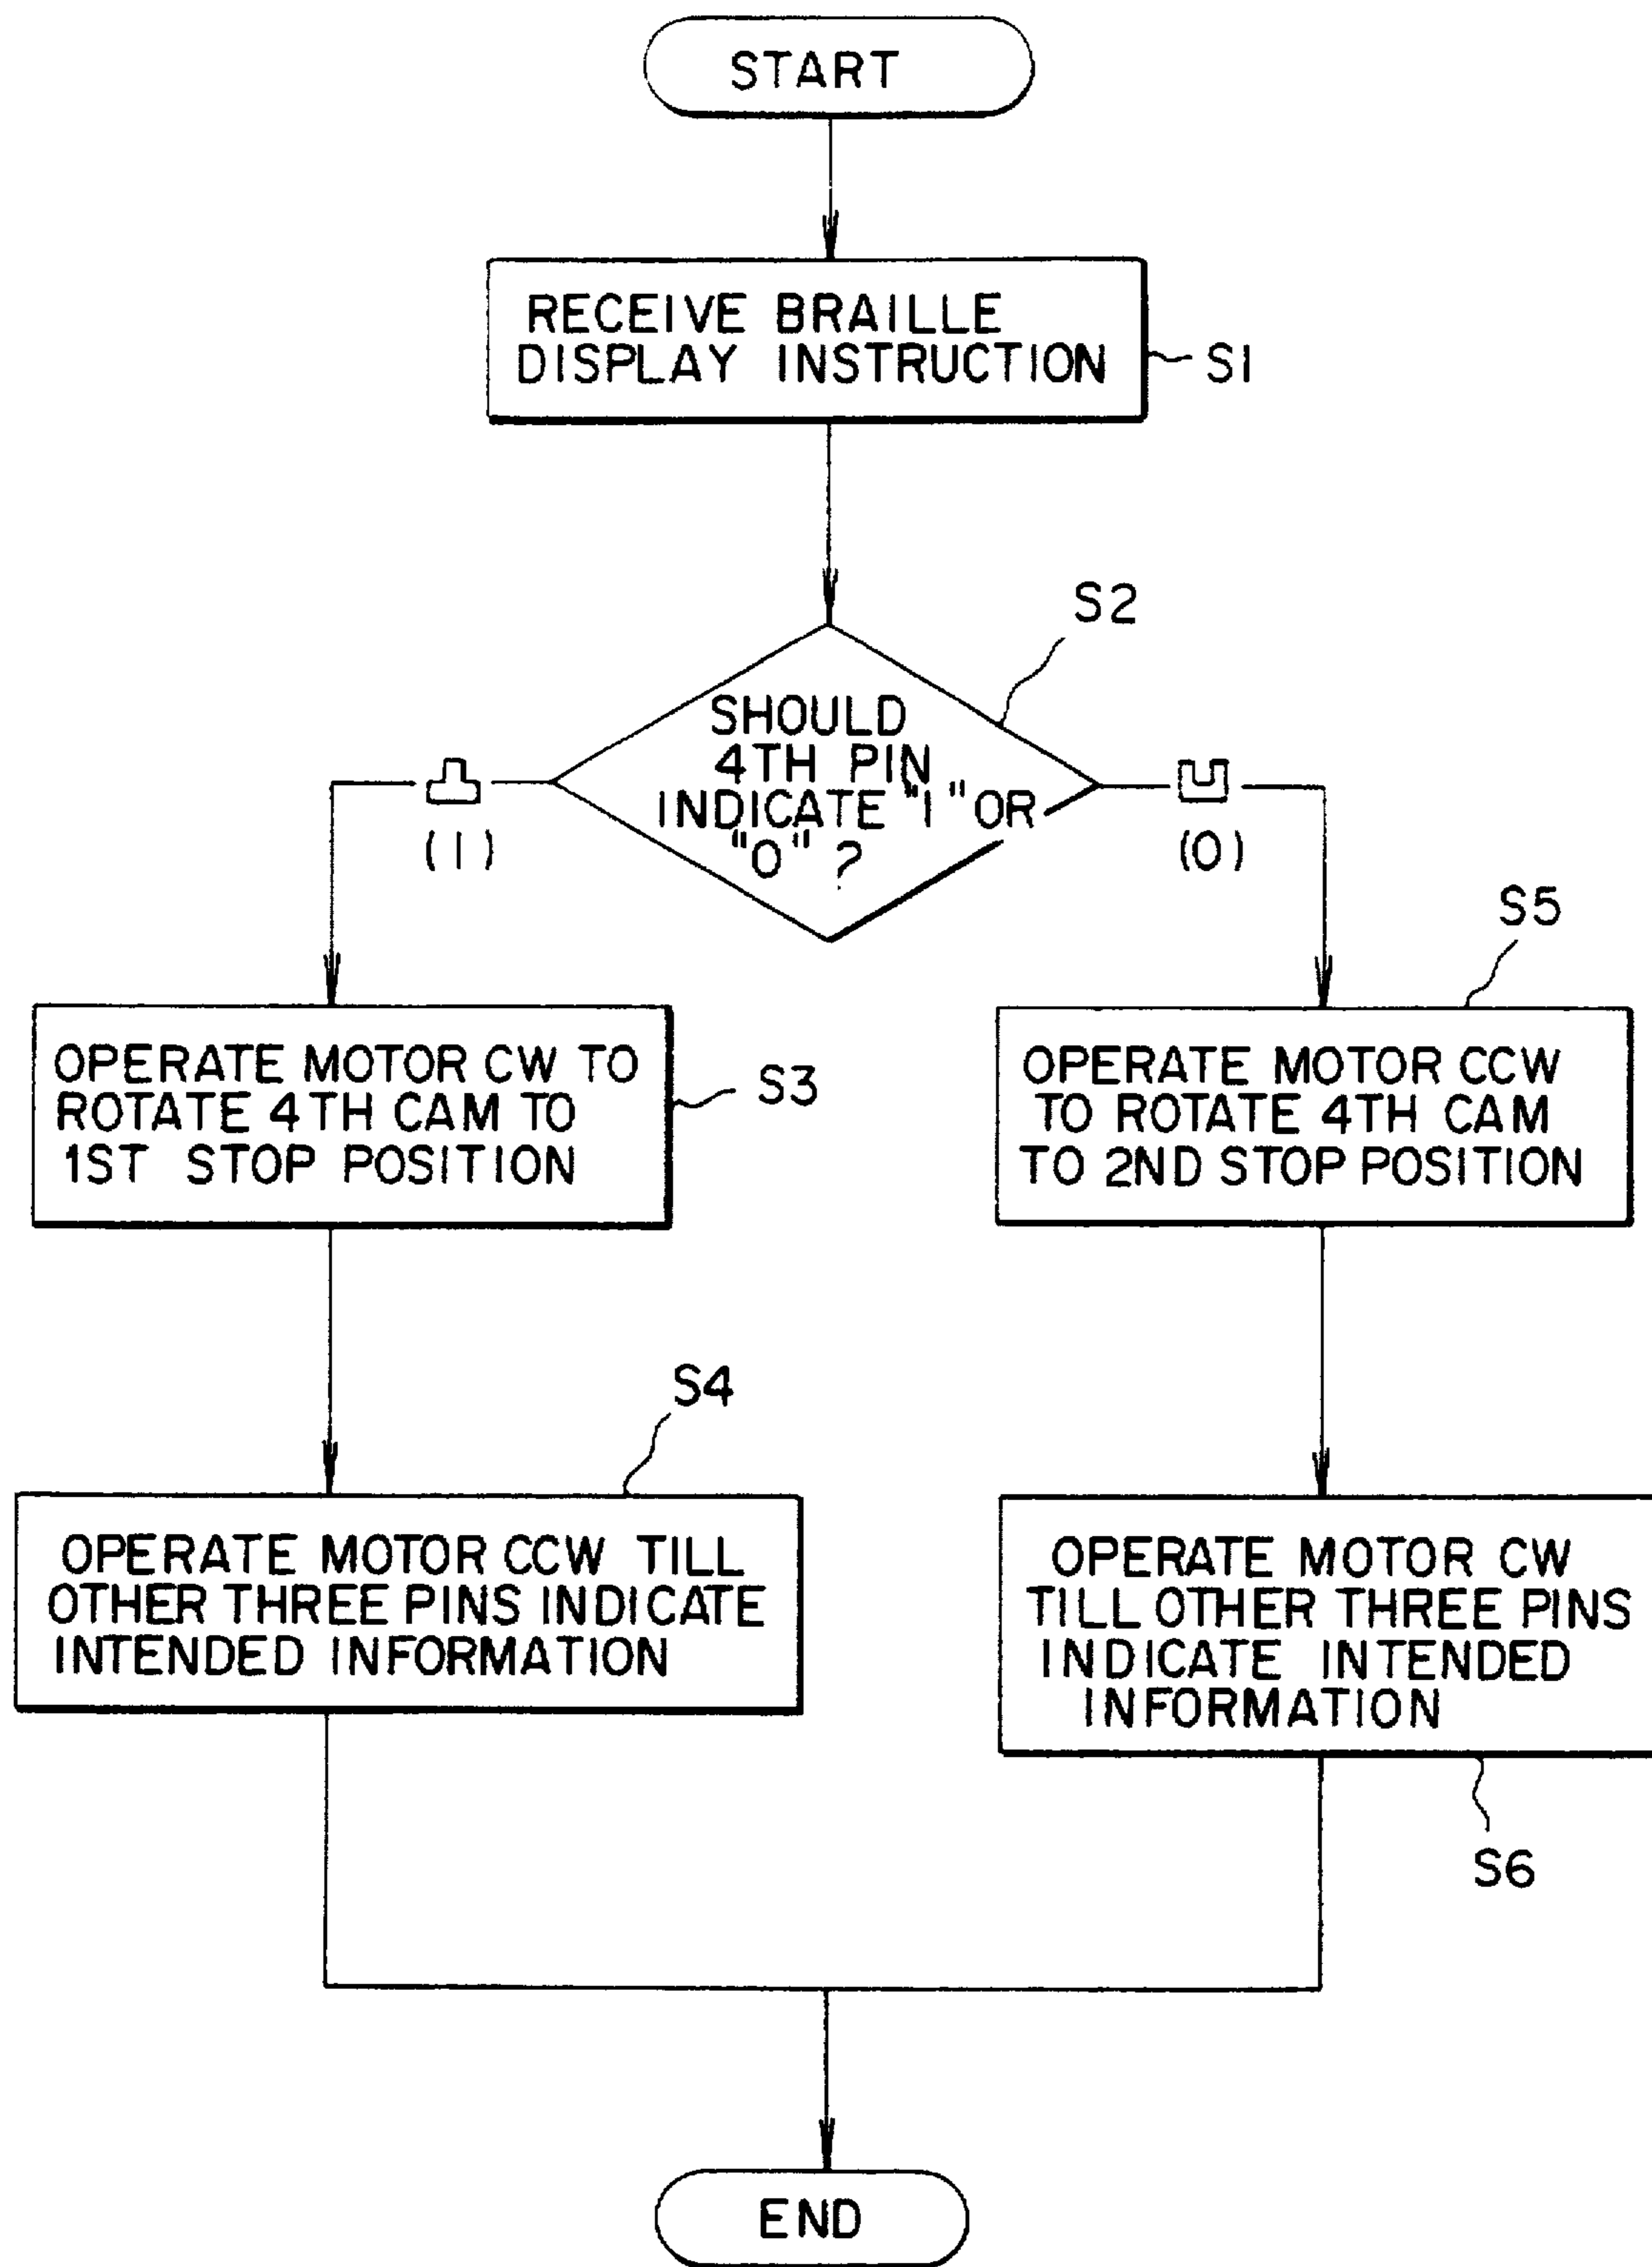 START
RECEIVE BRAILLE
DISPLAY INSTRUCTION
S1
S2
SHOULD
4TH PIN
INDICATE "1" OR
"0" ?
(1)
(0)
S5
OPERATE MOTOR CW TO
ROTATE 4TH CAM TO
1ST STOP POSITION
S3
OPERATE MOTOR CCW
TO ROTATE 4TH CAM
TO 2ND STOP POSITION
S4
OPERATE MOTOR CCW TILL
OTHER THREE PINS INDICATE
INTENDED INFORMATION
OPERATE MOTOR CW
TILL OTHER THREE PINS
INDICATE INTENDED
INFORMATION
S6
END